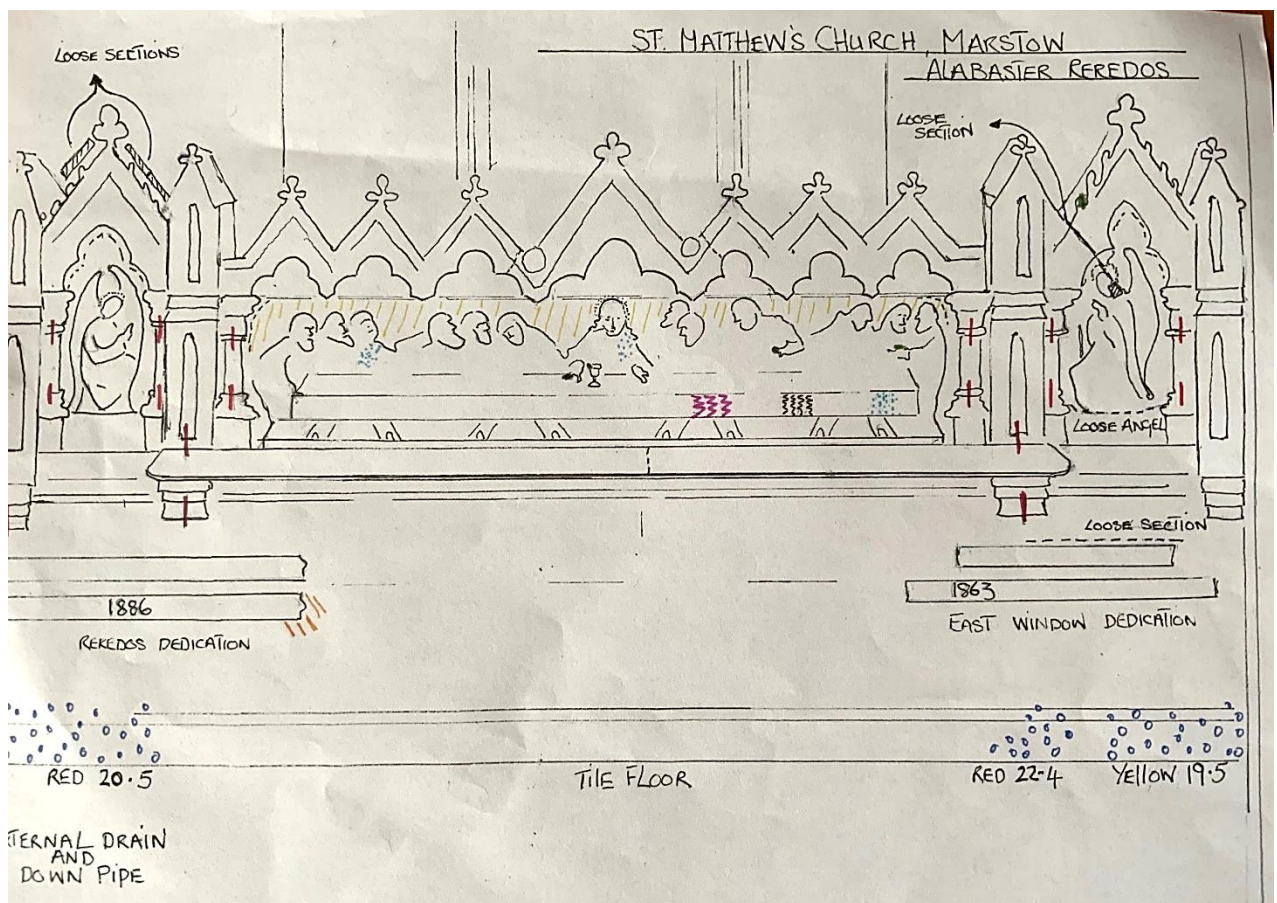 ST. MATTHEW'S CHURCH, MARSTOW
ALABASTER REREDOS
LOOSE SECTIONS
LOOSE
SECTION
LOOSE ANGEL
LOOSE SECTION
1886
REREDOS DEDICATION
1863
EAST WINDOW DEDICATION
RED 20.5
TILE FLOOR
RED 22.4
YELLOW 19.5
TERNAL DRAIN
AND
DOWN PIPE